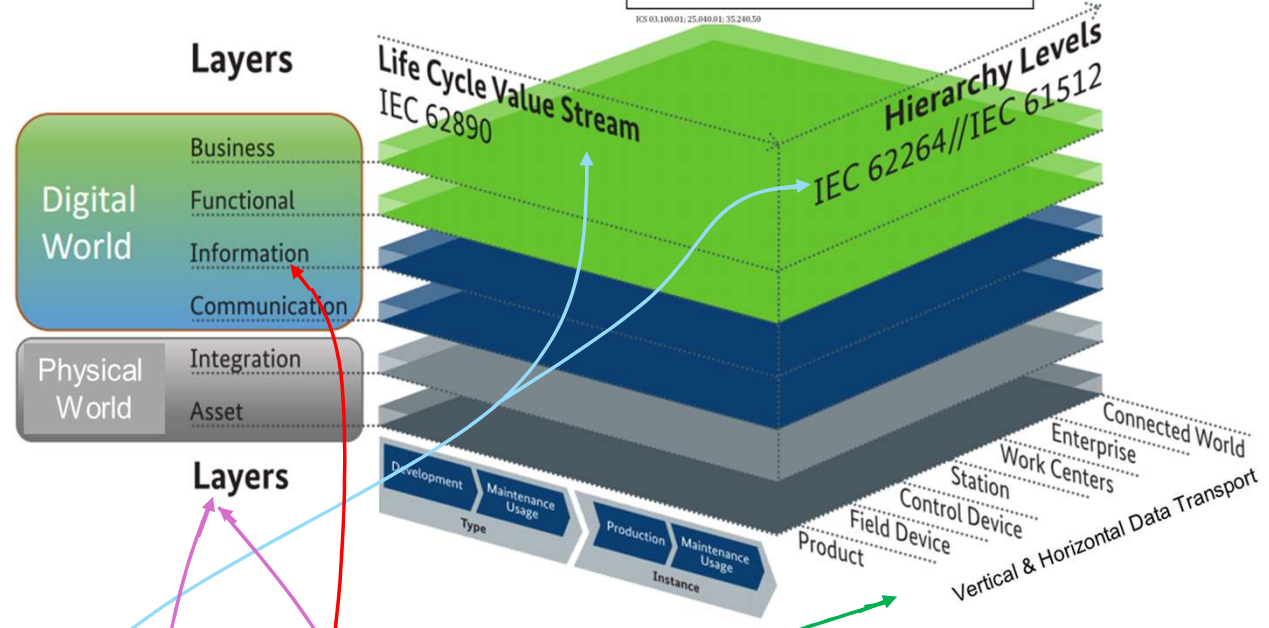 ICS 03.100.01; 25.040.01; 35.240.50
Layers
Life Cycle Value Stream
IEC 62890
Hierarchy Levels
IEC 62264//IEC 61512
Digital
World
Business
Functional
Information
Communication
Physical
World
Integration
Asset
Layers
Development
Maintenance
Usage
Type
Production
Maintenance
Usage
Instance
Connected World
Enterprise
Work Centers
Station
Control Device
Field Device
Product
Vertical & Horizontal Data Transport